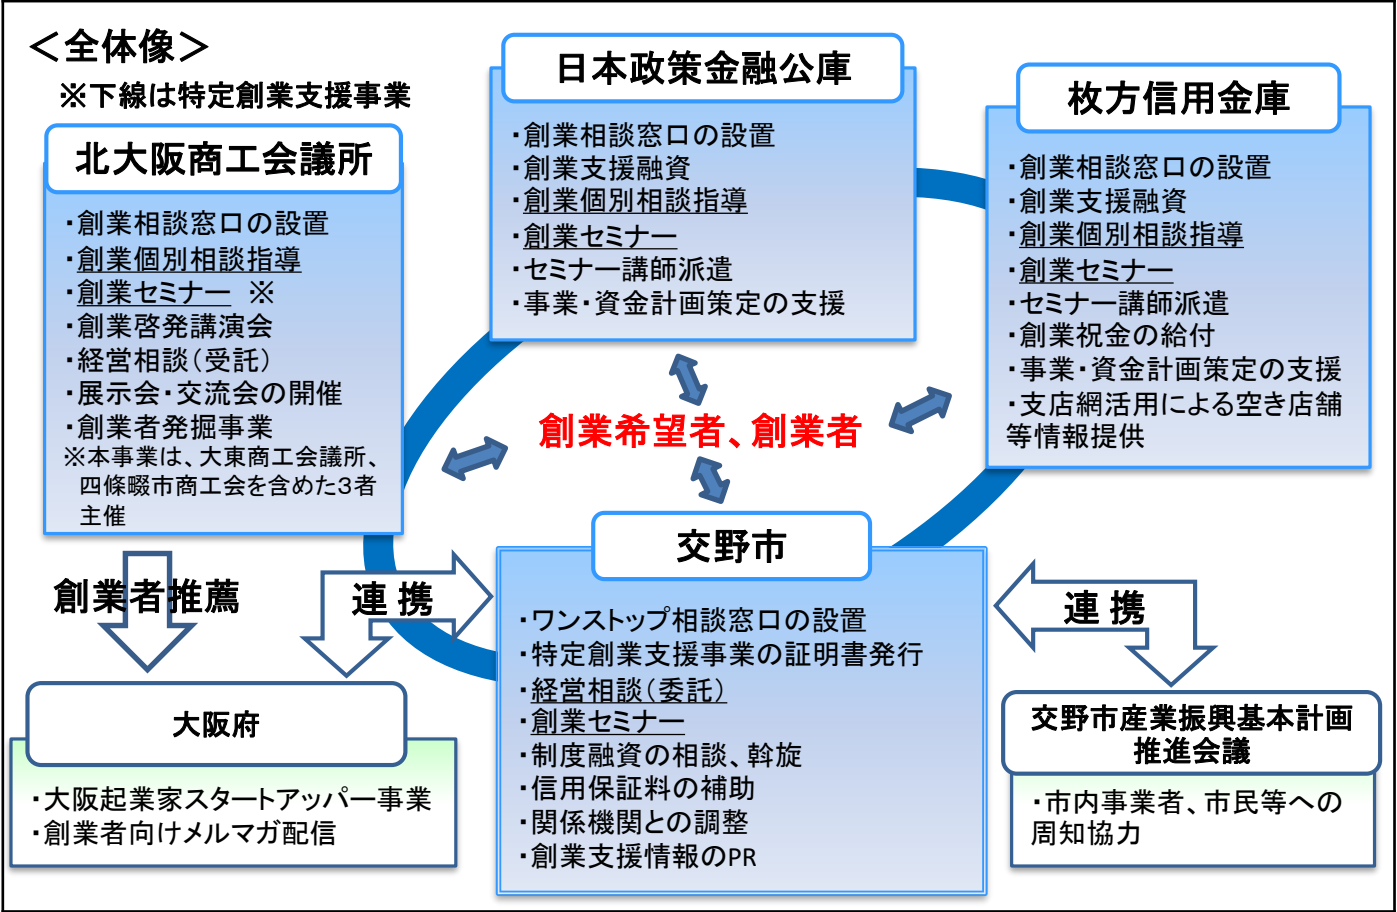 ＜全体像＞
※下線は特定創業支援事業
北大阪商工会議所
・創業相談窓口の設置
・創業個別相談指導
・創業セミナー ※
・創業啓発講演会
・経営相談（受託）
・展示会・交流会の開催
・創業者発掘事業
※本事業は、大東商工会議所、
四條畷市商工会を含めた３者
主催
日本政策金融公庫
・創業相談窓口の設置
・創業支援融資
・創業個別相談指導
・創業セミナー
・セミナー講師派遣
・事業・資金計画策定の支援
枚方信用金庫
・創業相談窓口の設置
・創業支援融資
・創業個別相談指導
・創業セミナー
・セミナー講師派遣
・創業祝金の給付
・事業・資金計画策定の支援
・支店網活用による空き店舗
等情報提供
創業希望者、創業者
交野市
・ワンストップ相談窓口の設置
・特定創業支援事業の証明書発行
・経営相談（委託）
・創業セミナー
・制度融資の相談、斡旋
・信用保証料の補助
・関係機関との調整
・創業支援情報のPR
創業者推薦
連 携
連 携
大阪府
・大阪起業家スタートアッパー事業
・創業者向けメルマガ配信
交野市産業振興基本計画
推進会議
・市内事業者、市民等への
周知協力